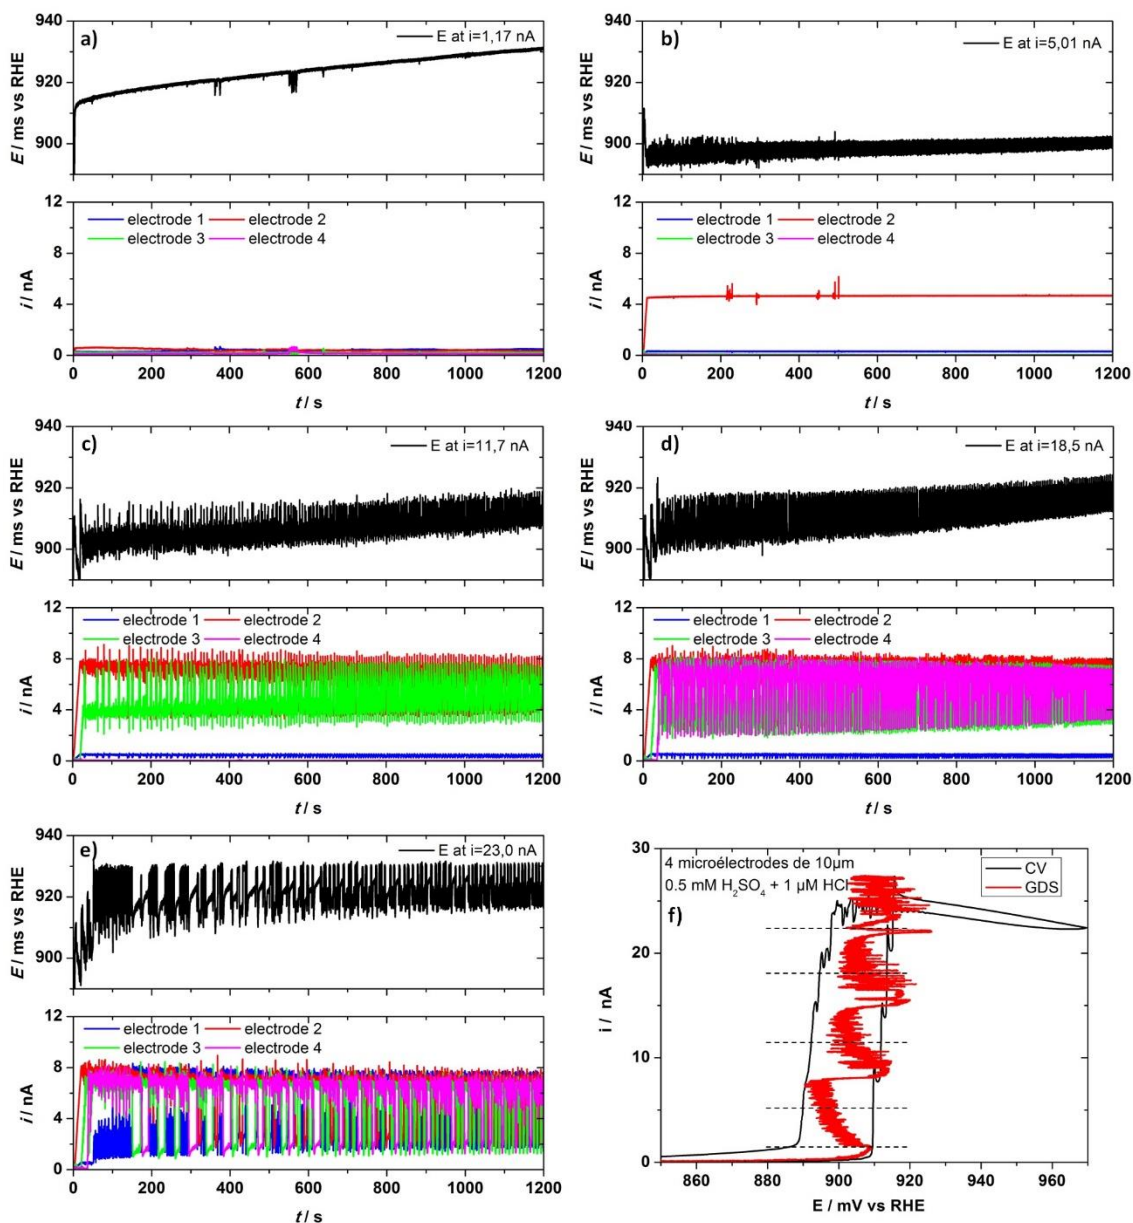 a)
E at i=1,17 nA
E / ms vs RHE
940
920
900
electrode 1 electrode 2
electrode 3 electrode 4
i / nA
12
8
4
0
0 200 400 600 800 1000 1200
t / s
b)
E at i=5,01 nA
E / ms vs RHE
940
920
900
electrode 1 electrode 2
electrode 3 electrode 4
i / nA
12
8
4
0
0 200 400 600 800 1000 1200
t / s
c)
E at i=11,7 nA
E / ms vs RHE
940
920
900
electrode 1 electrode 2
electrode 3 electrode 4
i / nA
12
8
4
0
0 200 400 600 800 1000 1200
t / s
d)
E at i=18,5 nA
E / ms vs RHE
940
920
900
electrode 1 electrode 2
electrode 3 electrode 4
i / nA
12
8
4
0
0 200 400 600 800 1000 1200
t / s
e)
E at i=23,0 nA
E / ms vs RHE
940
920
900
electrode 1 electrode 2
electrode 3 electrode 4
i / nA
12
8
4
0
0 200 400 600 800 1000 1200
t / s
4 microélectrodes de 10µm
0.5 mM H₂SO₄ + 1 µM HCl
f)
CV
GDS
i / nA
30
20
10
0
860 880 900 920 940 960
E / mV vs RHE